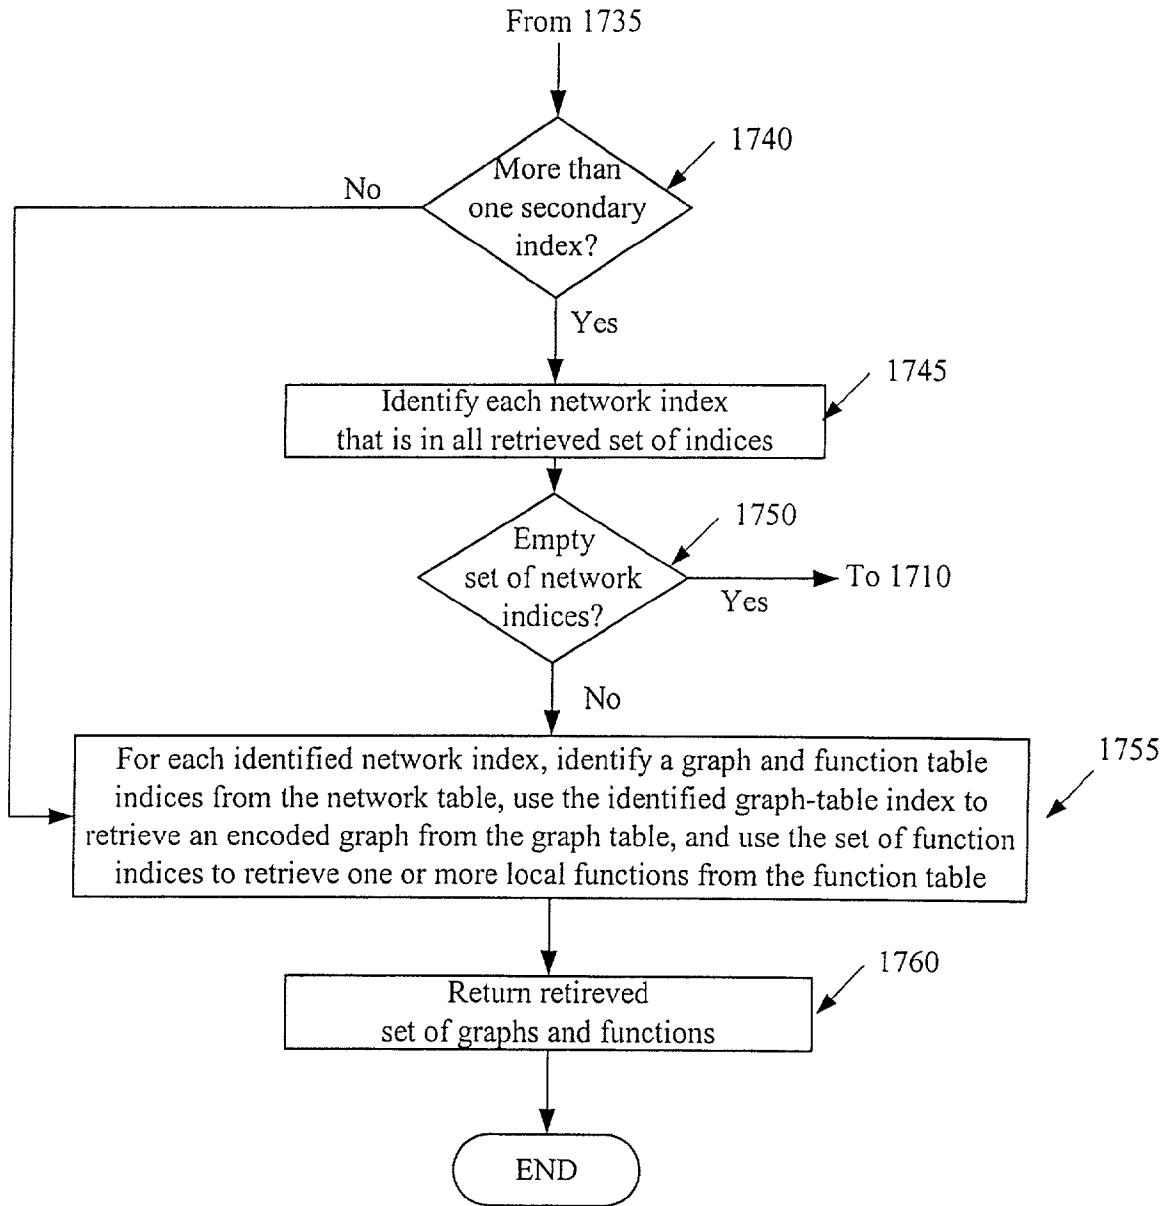 From 1735
1740
More than
one secondary
index?
No
Yes
1745
Identify each network index
that is in all retrieved set of indices
1750
Empty
set of network
indices?
To 1710
Yes
No
1755
For each identified network index, identify a graph and function table
indices from the network table, use the identified graph-table index to
retrieve an encoded graph from the graph table, and use the set of function
indices to retrieve one or more local functions from the function table
1760
Return retireved
set of graphs and functions
END